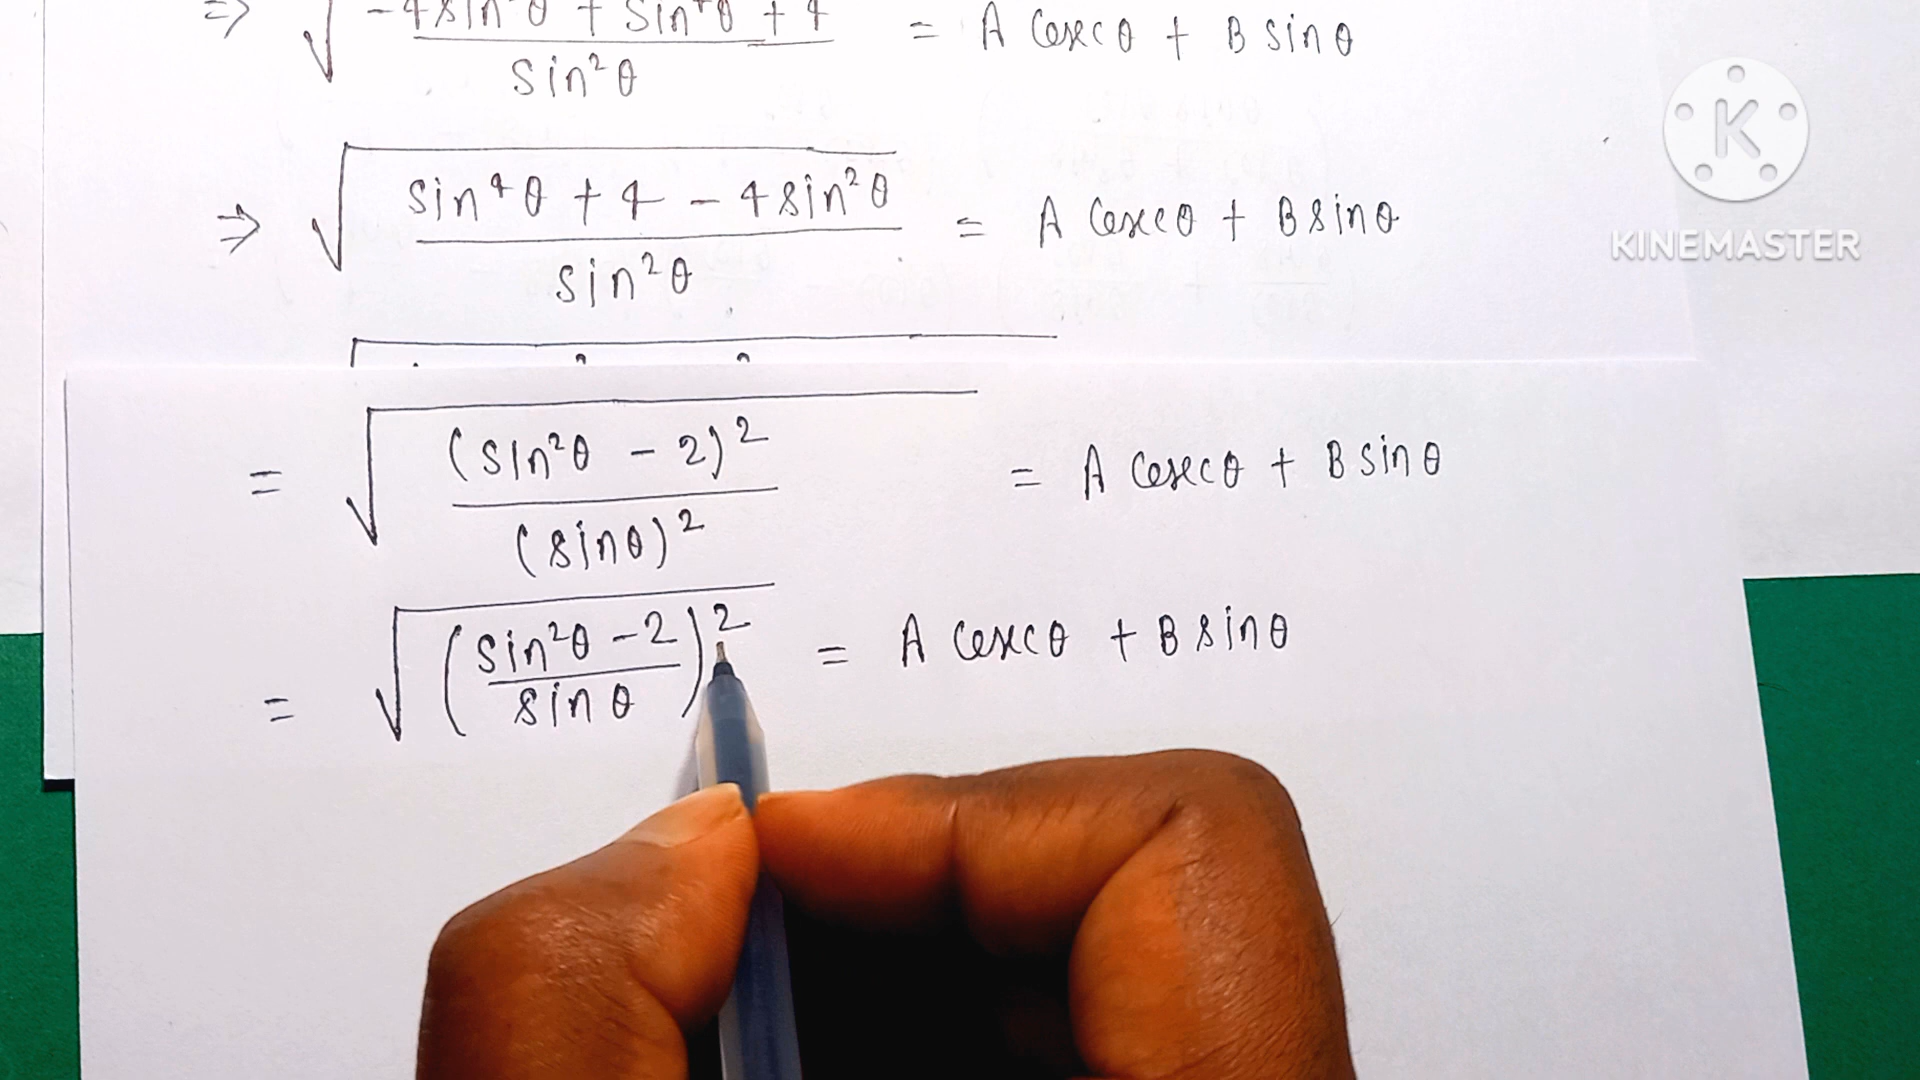 ⇒ √((-4sin²θ + sin⁴θ + 4)/(sin²θ)) = A Cosecθ + B sinθ
⇒ √((sin⁴θ + 4 - 4sin²θ)/(sin²θ)) = A Cosecθ + B sinθ
= √((sin²θ - 2)²/(sinθ)²) = A Cosecθ + B sinθ
= √(((sin²θ - 2)/(sinθ))²) = A Cosecθ + B sinθ
K
KINEMASTER